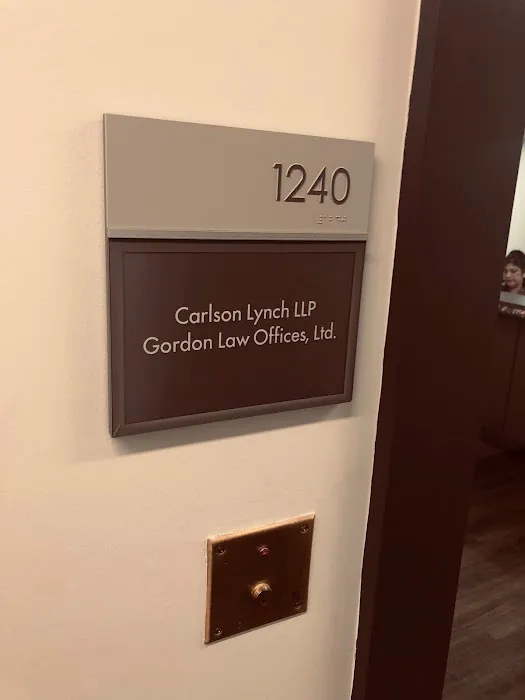 1240
Carlson Lynch LLP
Gordon Law Offices, Ltd.